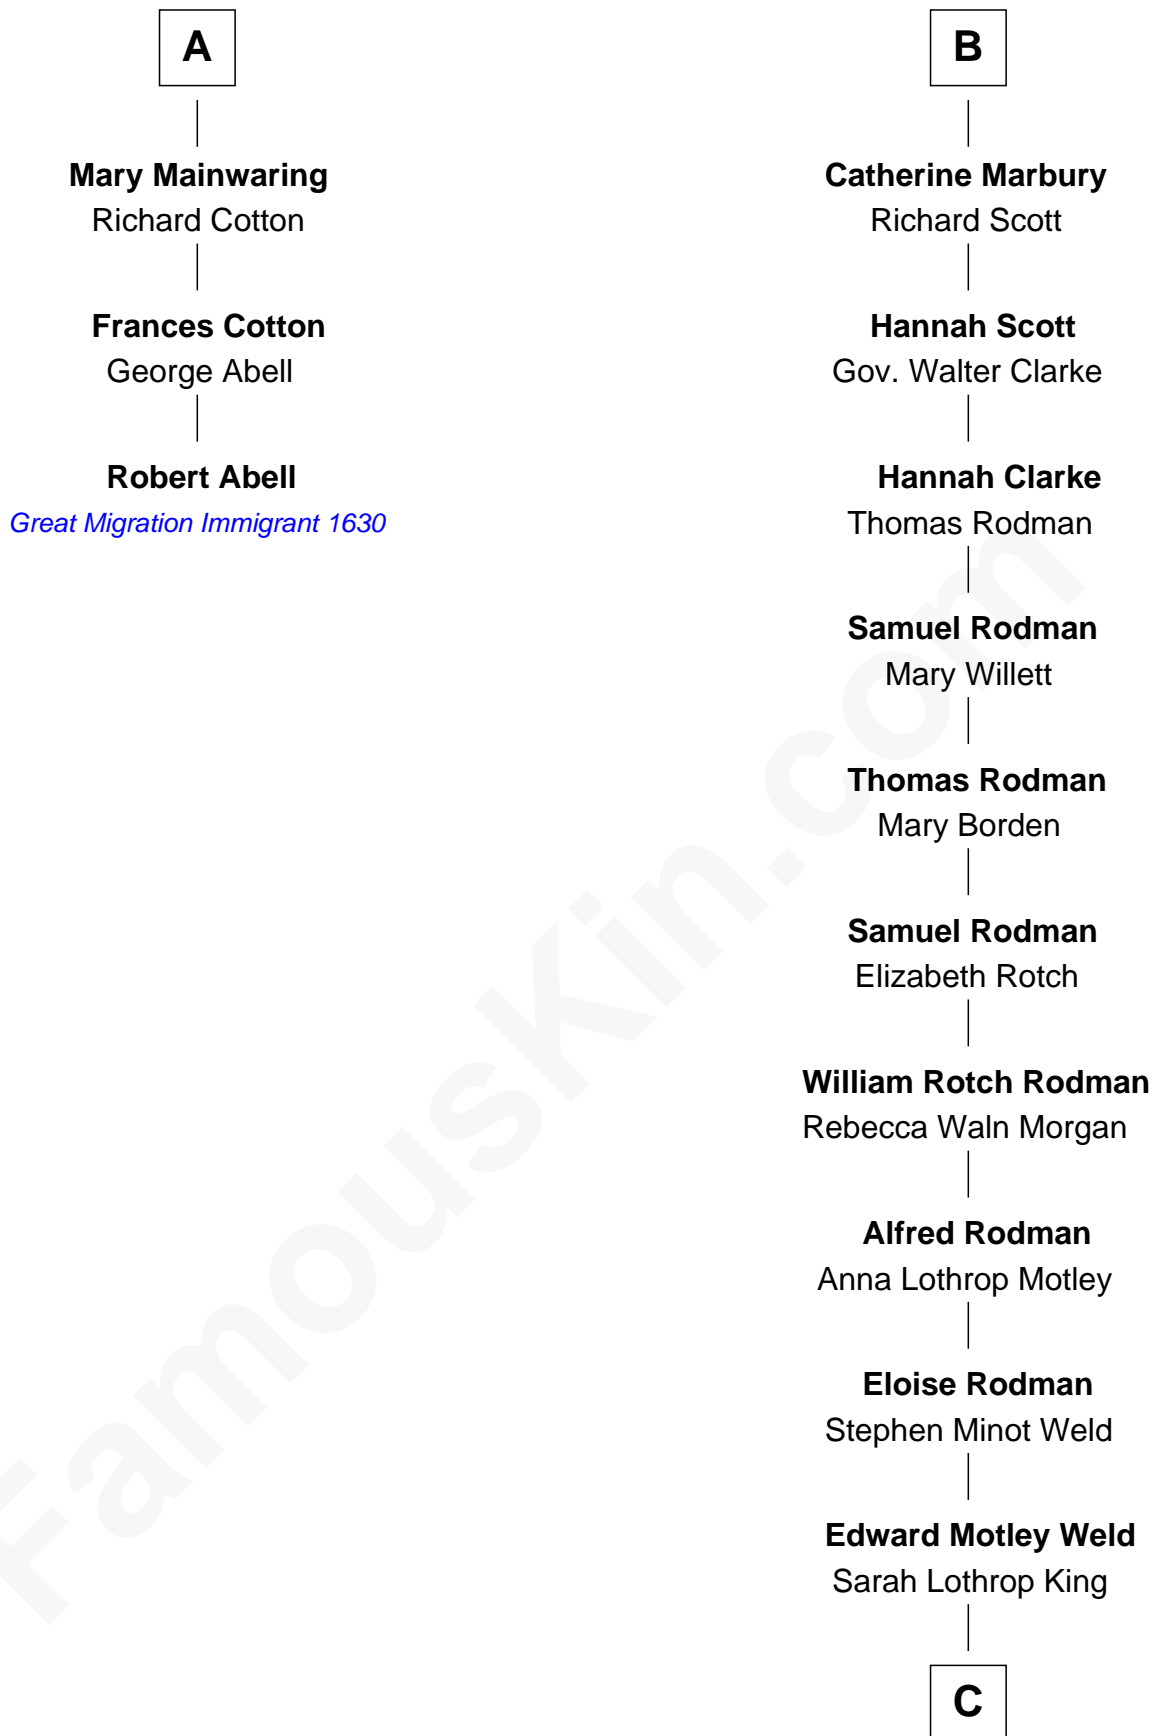 A
Mary Mainwaring
Richard Cotton
Frances Cotton
George Abell
Robert Abell
Great Migration Immigrant 1630
B
Catherine Marbury
Richard Scott
Hannah Scott
Gov. Walter Clarke
Hannah Clarke
Thomas Rodman
Samuel Rodman
Mary Willett
Thomas Rodman
Mary Borden
Samuel Rodman
Elizabeth Rotch
William Rotch Rodman
Rebecca Waln Morgan
Alfred Rodman
Anna Lothrop Motley
Eloise Rodman
Stephen Minot Weld
Edward Motley Weld
Sarah Lothrop King
C
FamousKin.com